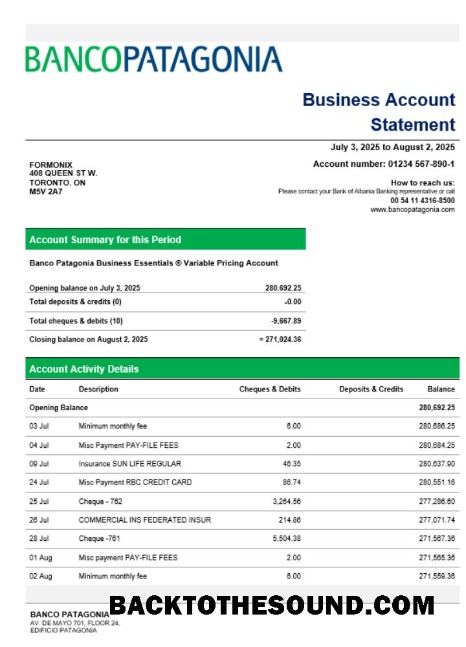 BANCOPATAGONIA
Business Account
Statement
July 3, 2025 to August 2, 2025
FORMONIX
408 QUEEN ST W.
TORONTO. ON
M5V 2A7
Account number: 01234 567-890-1
How to reach us:
Please contact your Bank of Albania Banking representative or call
00 54 11 4316-8500
www.bancopatagonia.com
Account Summary for this Period
Banco Patagonia Business Essentials ® Variable Pricing Account
Opening balance on July 3, 2025 280.692.25
Total deposits & credits (0) -0.00
Total cheques & debits (10) -9,667.89
Closing balance on August 2, 2025 = 271,024.36
Account Activity Details
Date Description Cheques & Debits Deposits & Credits Balance
Opening Balance 280,692.25
03 Jul Minimum monthly fee 6.00 280,686.25
04 Jul Misc Payment PAY-FILE FEES 2.00 280,684.25
09 Jul Insurance SUN LIFE REGULAR 46.35 280,637.90
24 Jul Misc Payment RBC CREDIT CARD 86.74 280,551.16
25 Jul Cheque - 762 3,264.56 277,286.60
26 Jul COMMERCIAL INS FEDERATED INSUR 214.86 277,071.74
28 Jul Cheque -761 5,504.38 271,567.36
01 Aug Misc payment PAY-FILE FEES 2.00 271,565.36
02 Aug Minimum monthly fee 6.00 271,559.36
BACKTOTHESOUND.COM
BANCO PATAGONIA
AV. DE MAYO 701, FLOOR 24,
EDIFICIO PATAGONIA